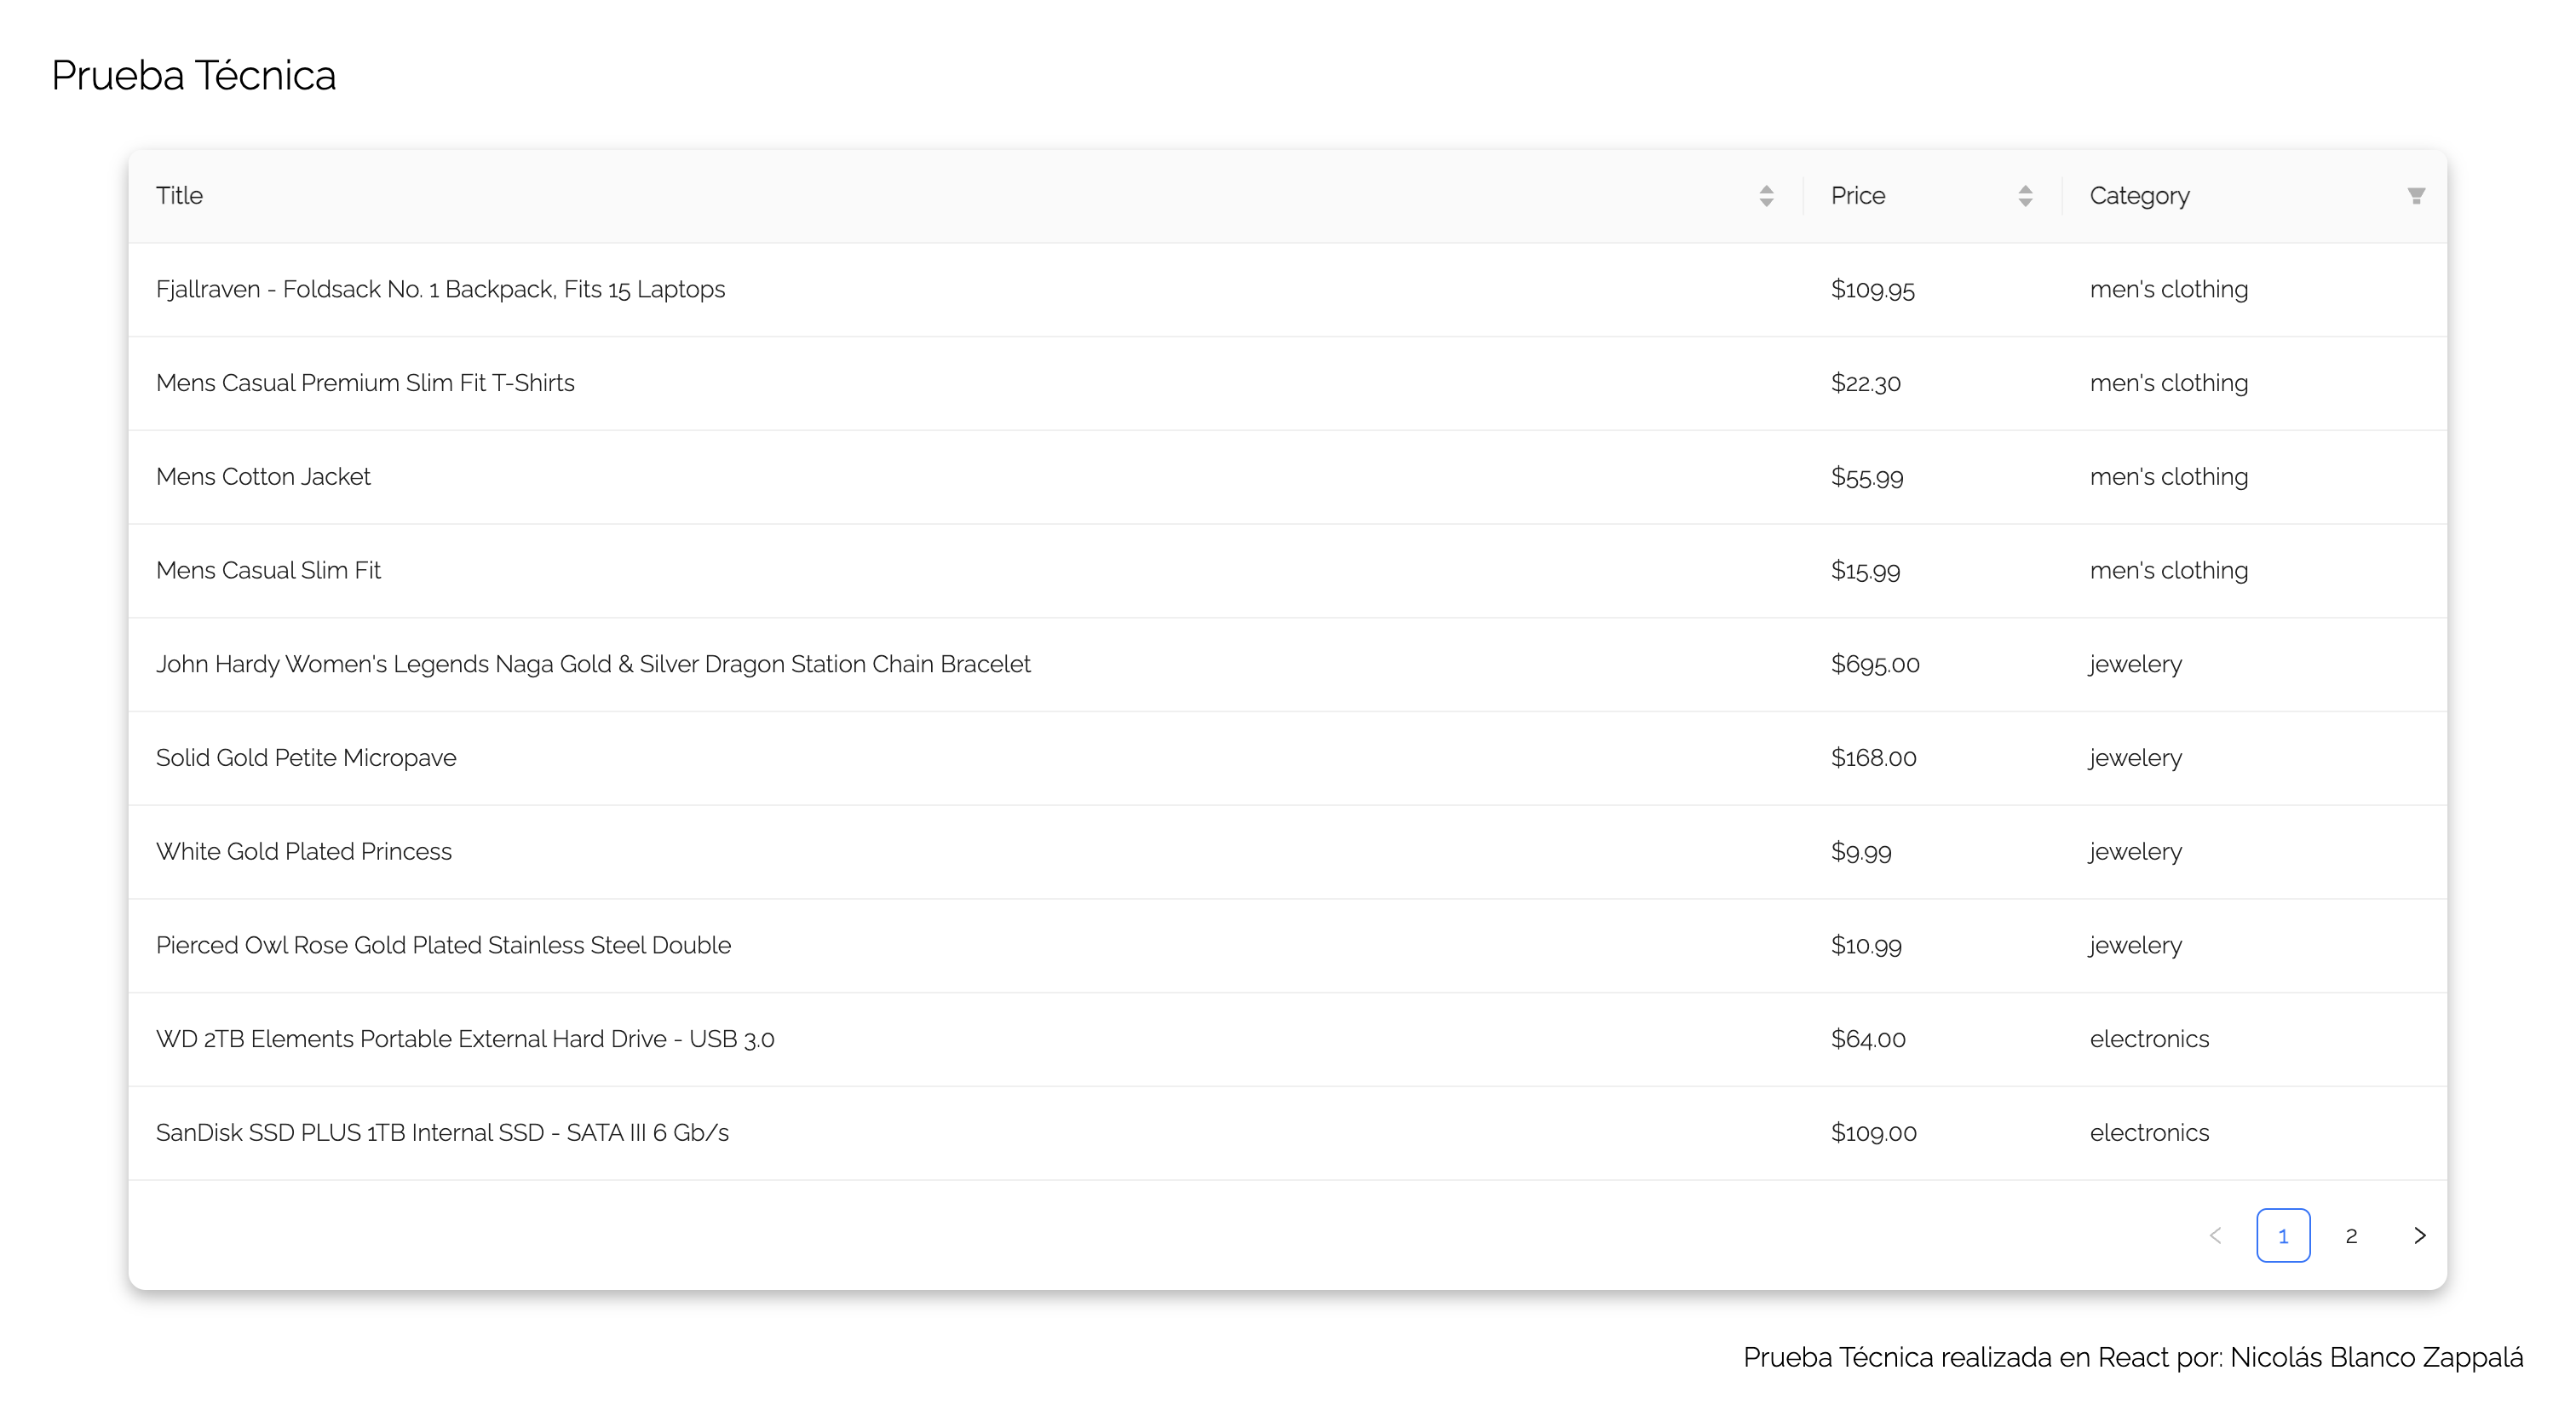 Prueba Técnica
Title Price Category
Fjallraven - Foldsack No. 1 Backpack, Fits 15 Laptops $109.95 men's clothing
Mens Casual Premium Slim Fit T-Shirts $22.30 men's clothing
Mens Cotton Jacket $55.99 men's clothing
Mens Casual Slim Fit $15.99 men's clothing
John Hardy Women's Legends Naga Gold & Silver Dragon Station Chain Bracelet $695.00 jewelery
Solid Gold Petite Micropave $168.00 jewelery
White Gold Plated Princess $9.99 jewelery
Pierced Owl Rose Gold Plated Stainless Steel Double $10.99 jewelery
WD 2TB Elements Portable External Hard Drive - USB 3.0 $64.00 electronics
SanDisk SSD PLUS 1TB Internal SSD - SATA III 6 Gb/s $109.00 electronics
< 1 2 >
Prueba Técnica realizada en React por: Nicolás Blanco Zappalá